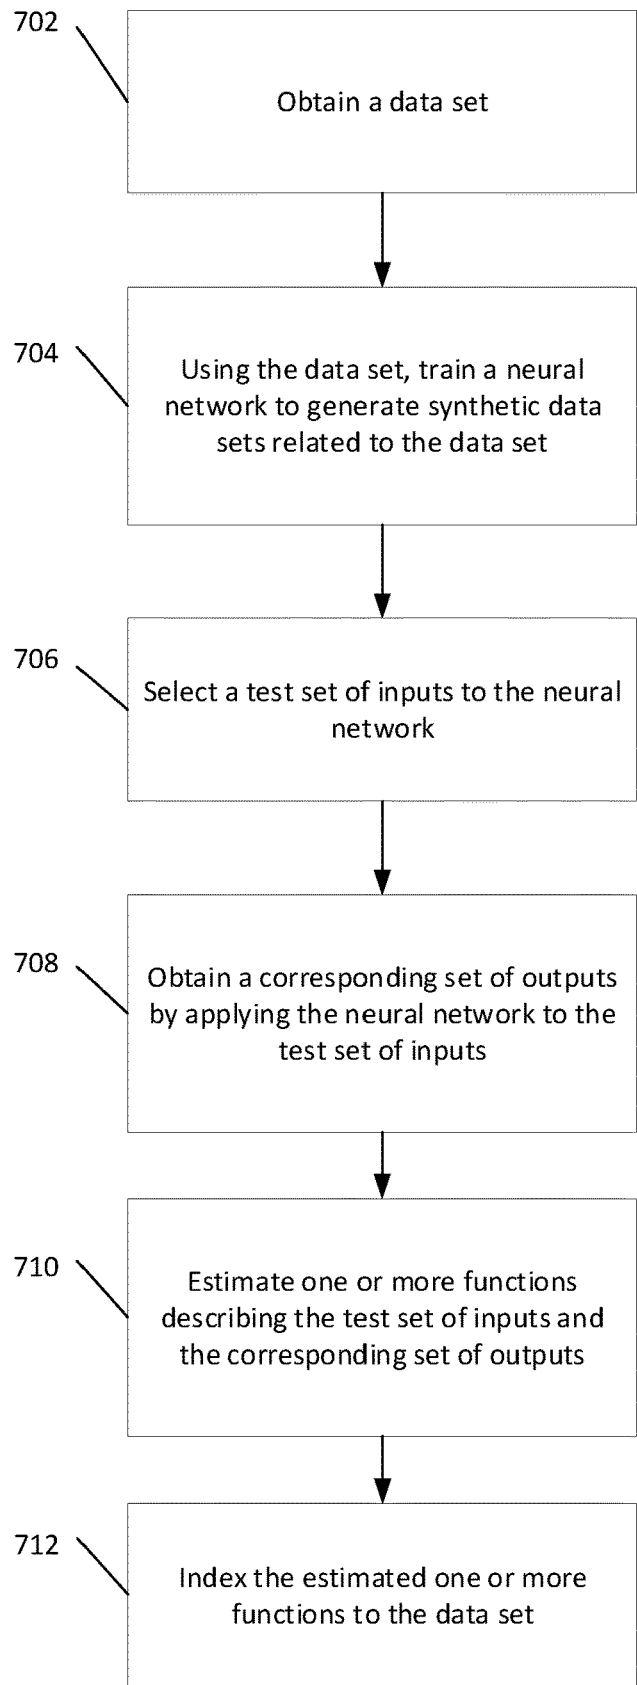 702
Obtain a data set
704
Using the data set, train a neural
network to generate synthetic data
sets related to the data set
706
Select a test set of inputs to the neural
network
708
Obtain a corresponding set of outputs
by applying the neural network to the
test set of inputs
710
Estimate one or more functions
describing the test set of inputs and
the corresponding set of outputs
712
Index the estimated one or more
functions to the data set